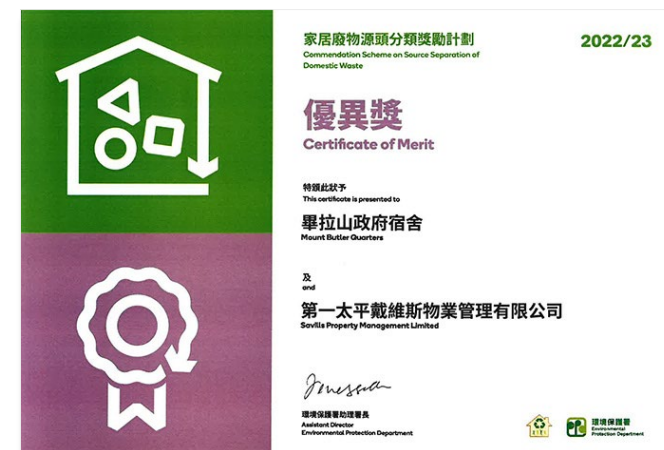 家居廢物源頭分類獎勵計劃
Commendation Scheme on Source Separation of
Domestic Waste
2022/23
優異獎
Certificate of Merit
特頒此狀予
This certificate is presented to
畢拉山政府宿舍
Mount Butler Quarters
及
and
第一太平戴維斯物業管理有限公司
Savills Property Management Limited
環境保護署助理署長
Assistant Director
Environmental Protection Department
環境保護署
Environmental
Protection Department